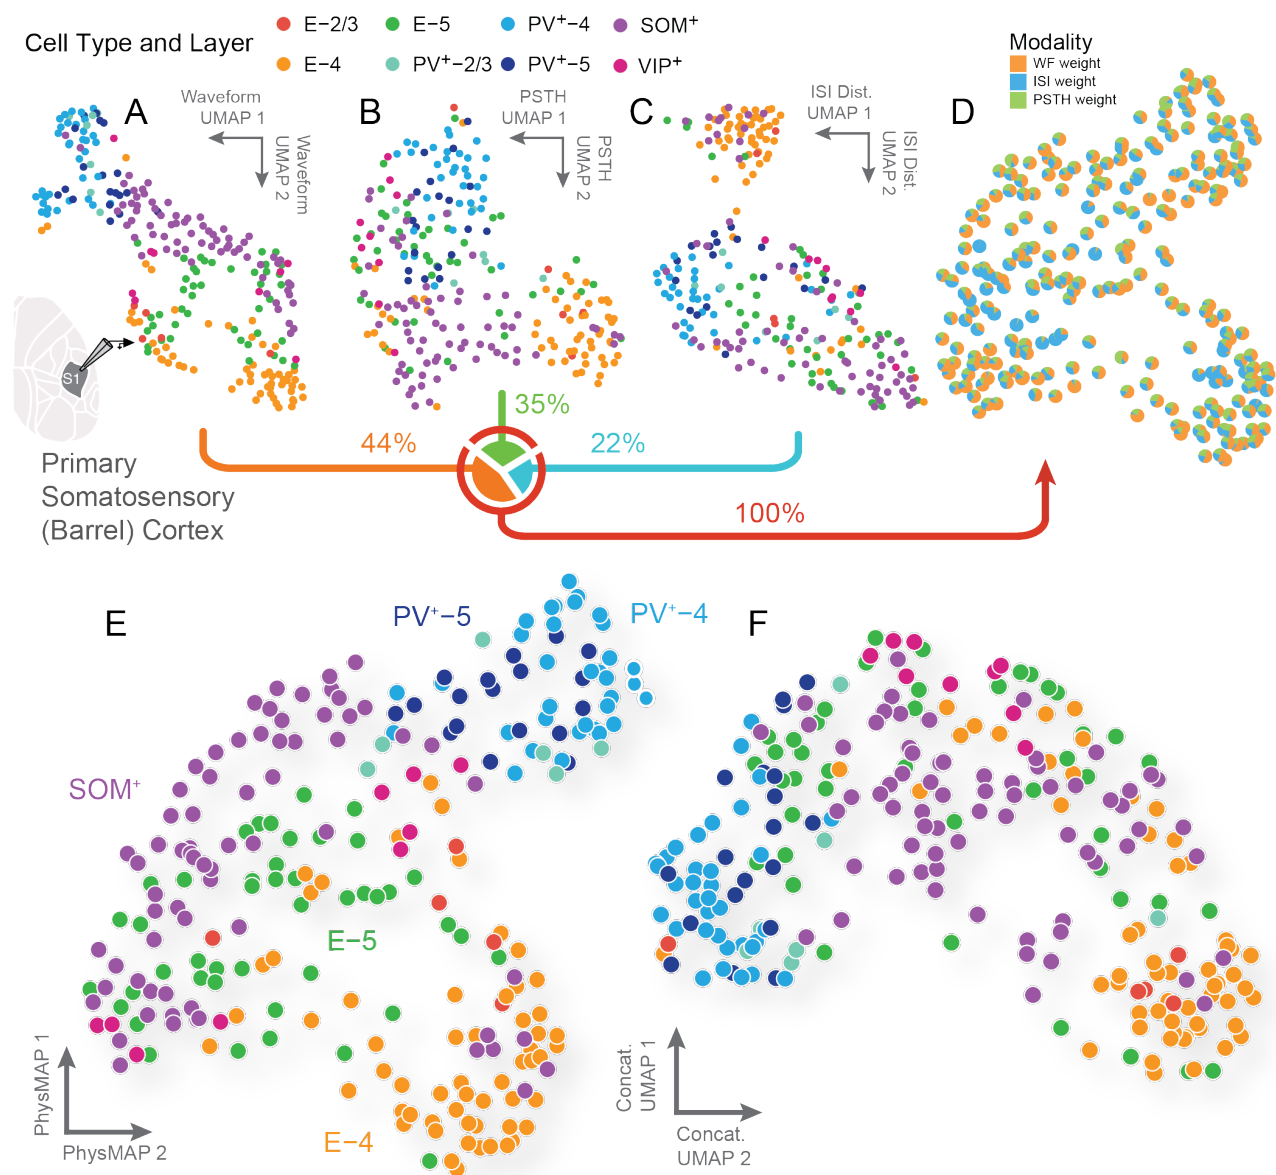 Cell Type and Layer
E−2/3
E−5
PV⁺−4
SOM⁺
E−4
PV⁺−2/3
PV⁺−5
VIP⁺
Modality
WF weight
ISI weight
PSTH weight
A
Waveform
UMAP 1
Waveform
UMAP 2
B
PSTH
UMAP 1
PSTH
UMAP 2
C
ISI Dist.
UMAP 1
ISI Dist.
UMAP 2
D
S1
Primary
Somatosensory
(Barrel) Cortex
44%
35%
22%
100%
E
PV⁺−5
PV⁺−4
SOM⁺
E−5
E−4
PhysMAP 1
PhysMAP 2
F
Concat.
UMAP 1
Concat.
UMAP 2